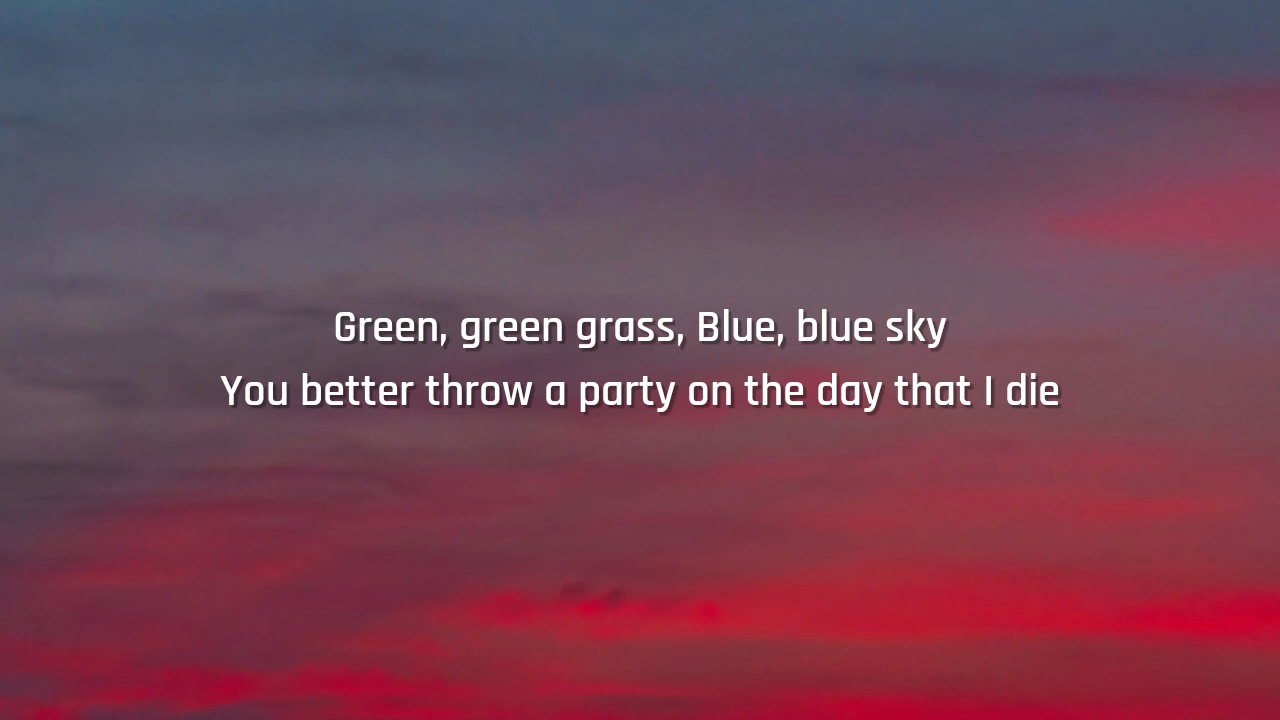 Green, green grass, Blue, blue sky
You better throw a party on the day that I die